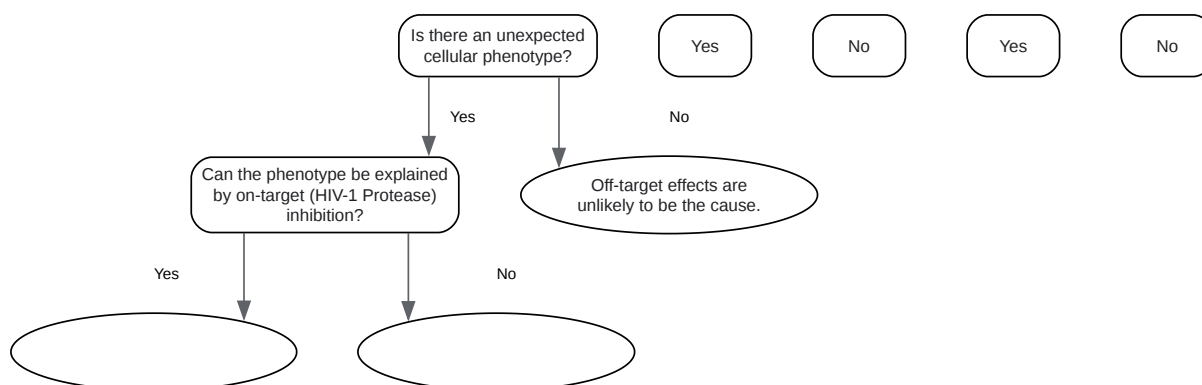 Is there an unexpected
cellular phenotype?
Yes
No
Yes
No
Yes
No
Can the phenotype be explained
by on-target (HIV-1 Protease)
inhibition?
Off-target effects are
unlikely to be the cause.
Yes
No